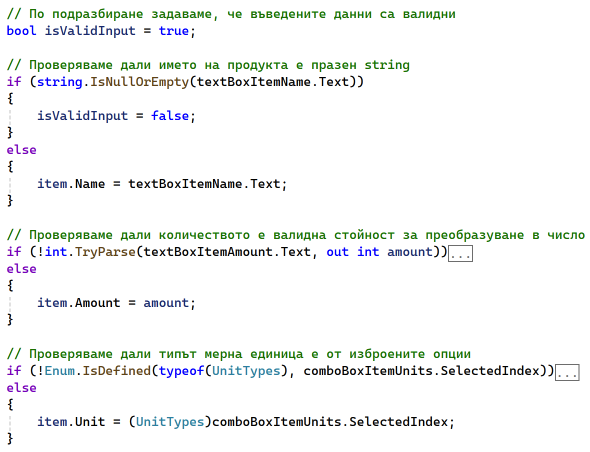 // По подразбиране задаваме, че въведените данни са валидни
bool isValidInput = true;
// Проверяваме дали името на продукта е празен string
if (string.IsNullOrEmpty(textBoxItemName.Text))
{
isValidInput = false;
}
else
{
item.Name = textBoxItemName.Text;
}
// Проверяваме дали количеството е валидна стойност за преобразуване в число
if (!int.TryParse(textBoxItemAmount.Text, out int amount))...
else
{
item.Amount = amount;
}
// Проверяваме дали типът мерна единица е от изброените опции
if (!Enum.IsDefined(typeof(UnitTypes), comboBoxItemUnits.SelectedIndex))...
else
{
item.Unit = (UnitTypes)comboBoxItemUnits.SelectedIndex;
}